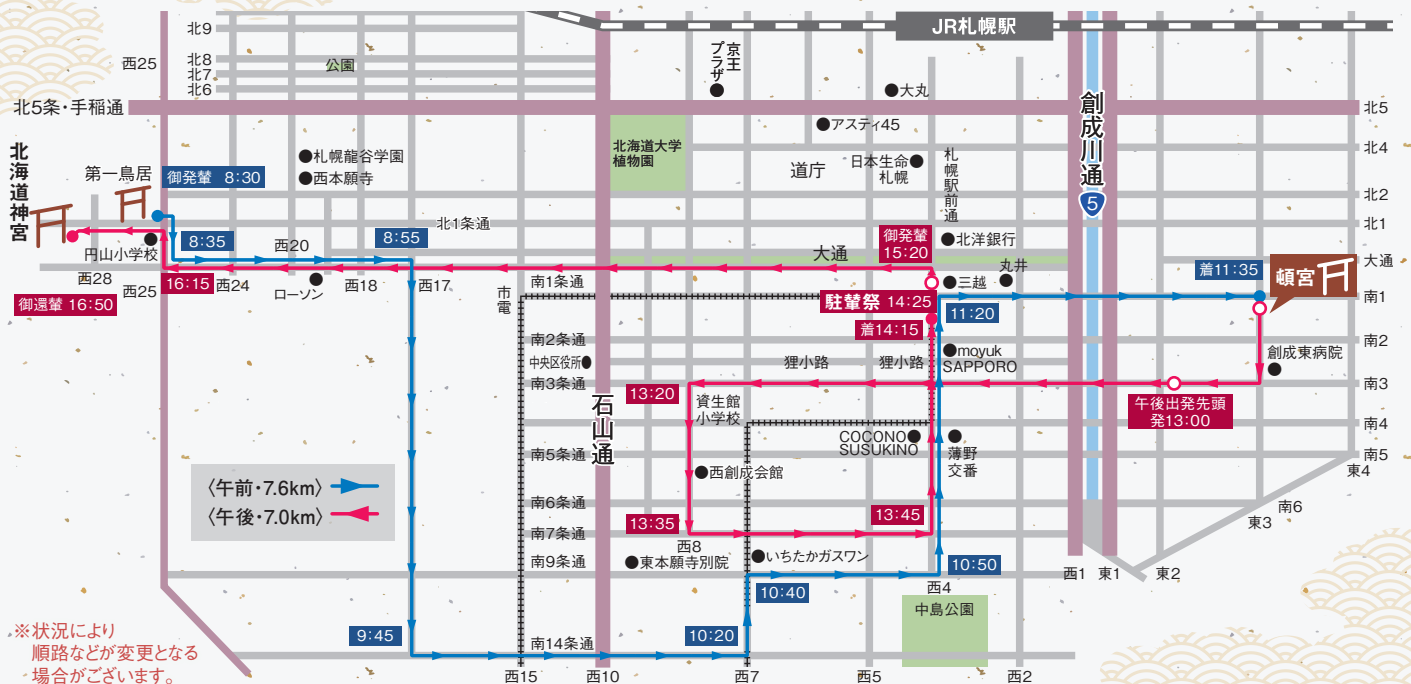 JR札幌駅
北9
北8
北7
北6
西25
公園
京王
プラザ
大丸
北5条・手稲通
北5
創成川通
5
アスティ45
北海道大学
植物園
道庁
日本生命
札幌
札幌駅前通
北4
北2
北1
北海道神宮
第一鳥居
御発輦 8:30
札幌龍谷学園
西本願寺
北1条通
8:35
西20
8:55
円山小学校
御発輦
15:20
北洋銀行
大通
丸井
大通
着11:35
頓宮
西28
西25
16:15
西24
ローソン
西18
西17
市電
南1条通
三越
駐輦祭 14:25
11:20
南1
御還輦 16:50
着14:15
南2条通
南2
中央区役所
狸小路
狸小路
moyuk
SAPPORO
創成東病院
南3条通
13:20
南3
石山通
資生館
小学校
午後出発先頭
発13:00
南4
COCONO
SUSUKINO
薄野
交番
南5条通
南5
西創成会館
東4
〈午前・7.6km〉
〈午後・7.0km〉
南6条通
南6
13:35
13:45
東3
南7条通
西8
南9条通
東本願寺別院
いちたかガスワン
10:50
西1
東1
東2
10:40
西4
中島公園
9:45
10:20
南14条通
※状況により
順路などが変更となる
場合がございます。
西15
西10
西7
西5
西2